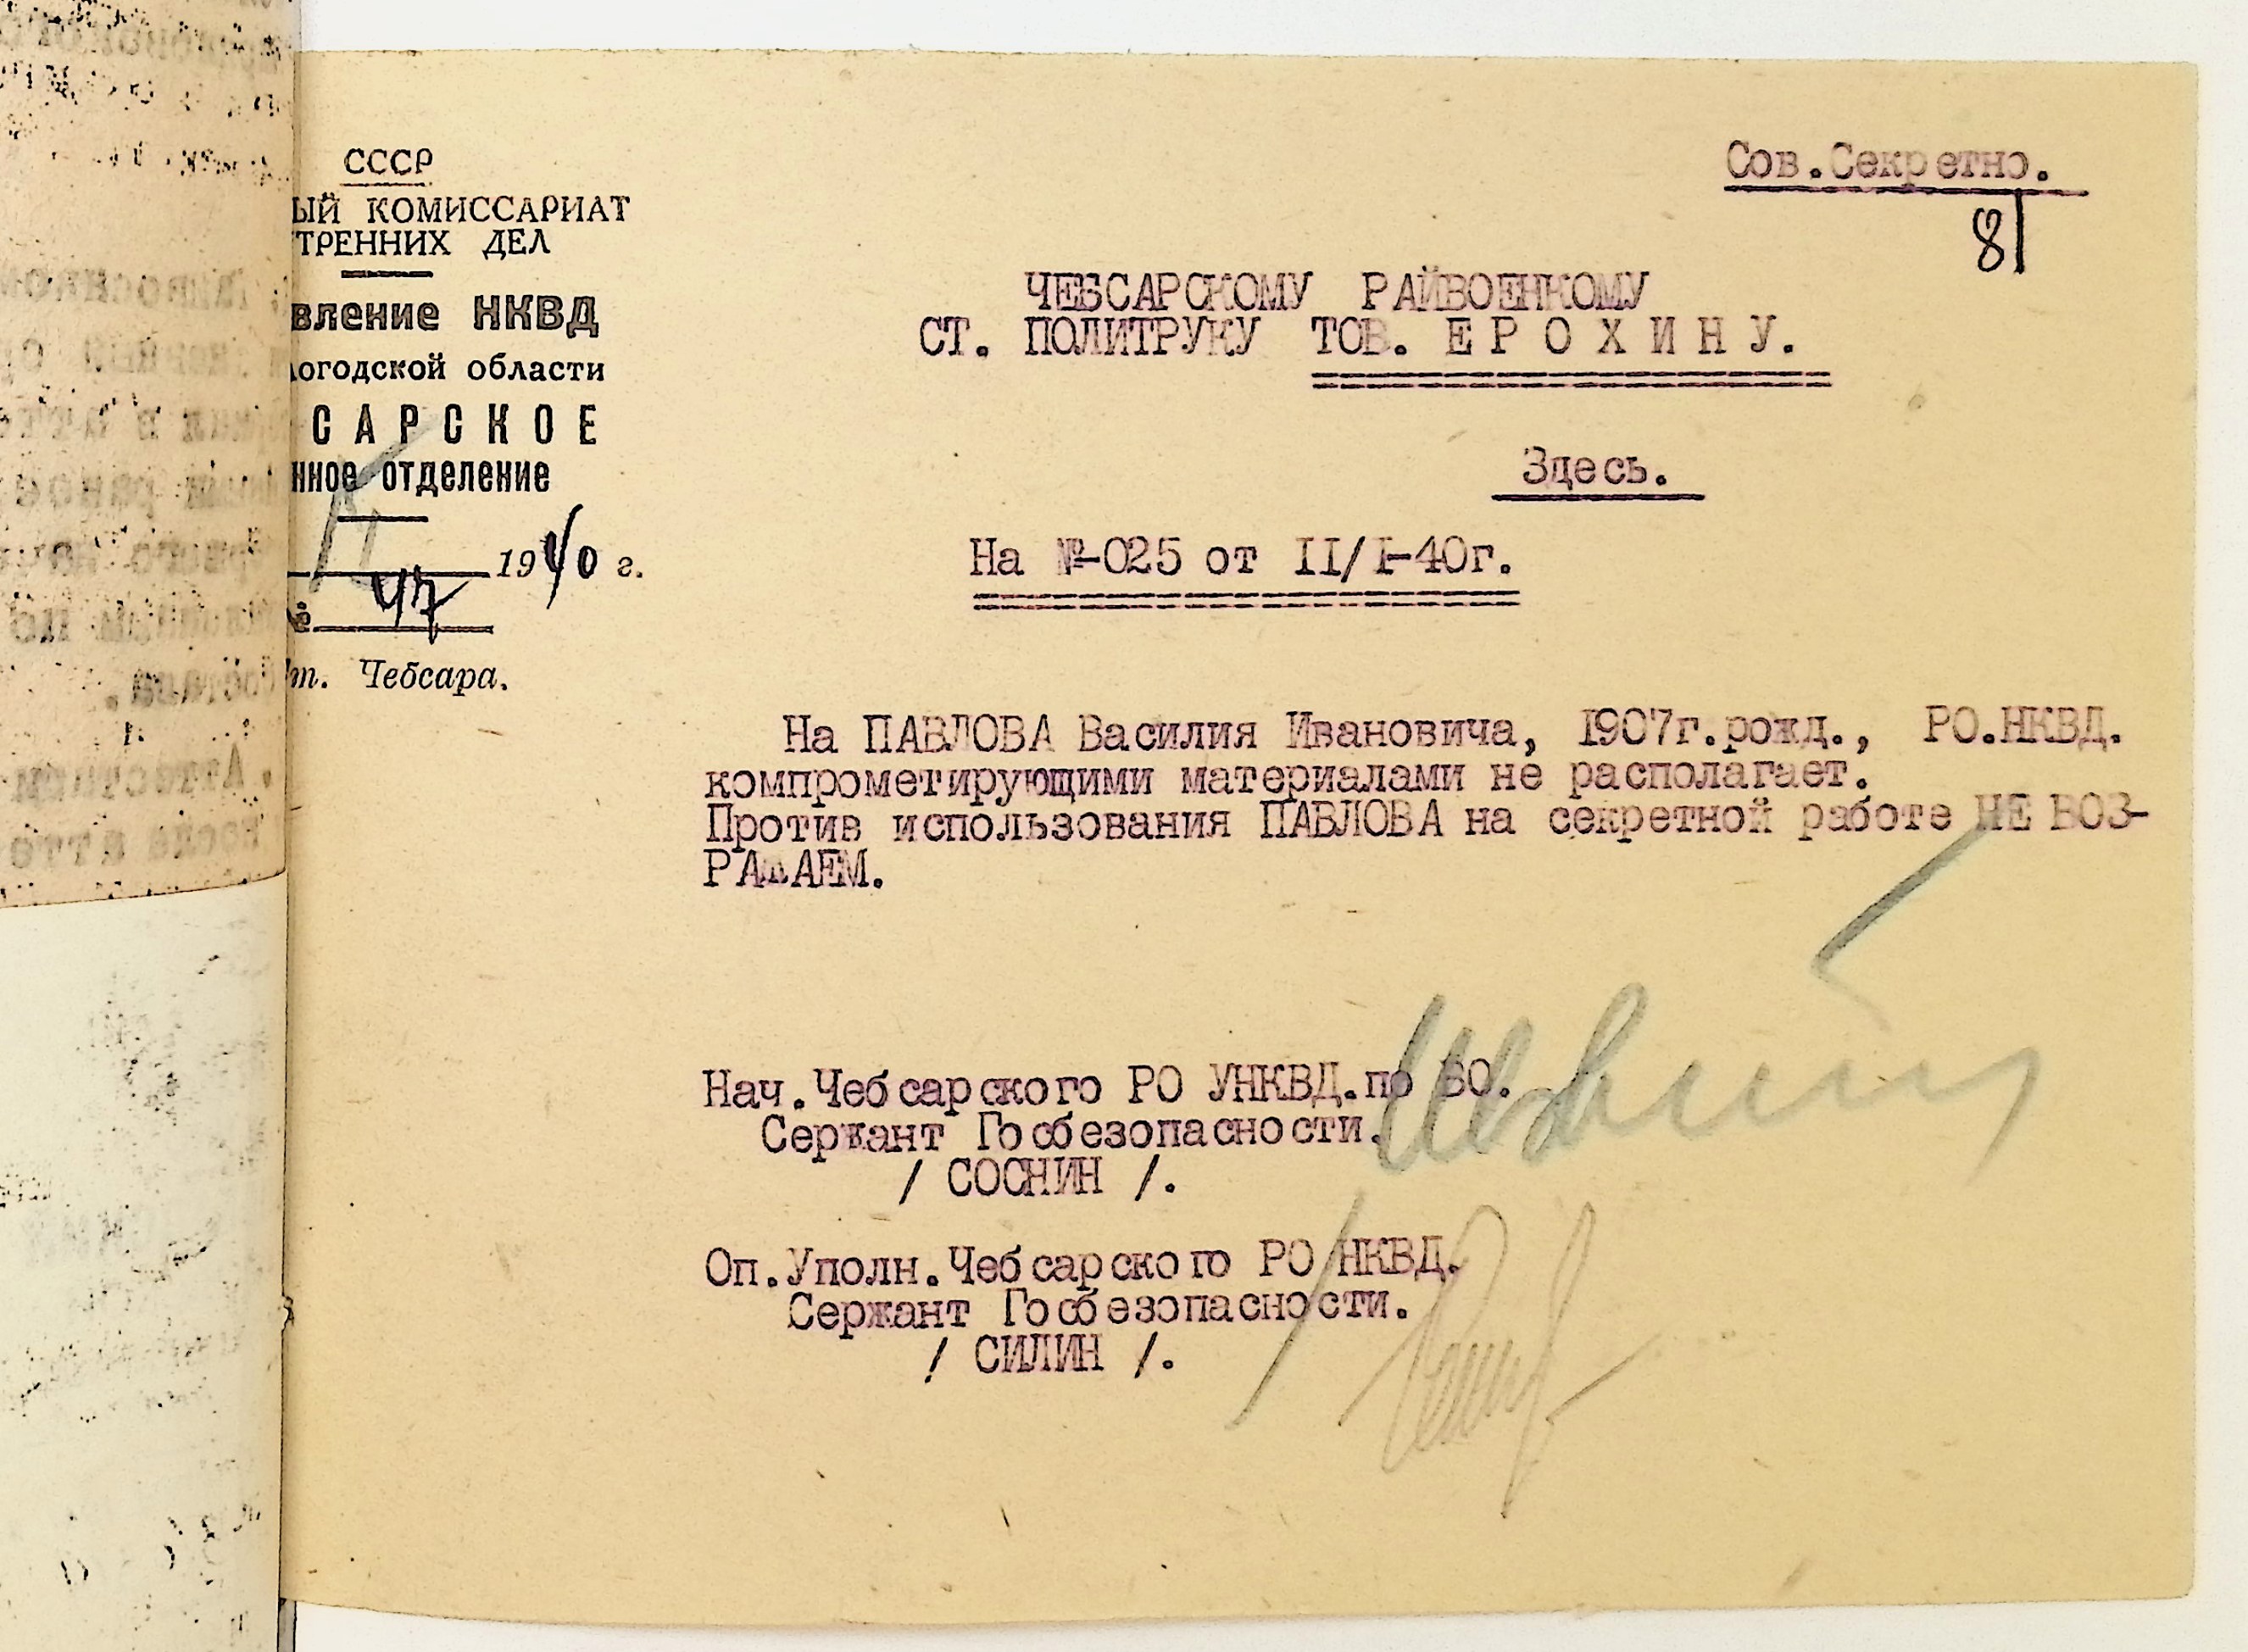 СССР
ЫЙ КОМИССАРИАТ
ТРЕННИХ ДЕЛ
вление НКВД
логодской области
САРСКОЕ
нное отделение
1940 г.
№ 47
т. Чебсара.
Сов.Секретно.
81
ЧЕБСАРСКОМУ РАЙВОЕНКОМУ
СТ. ПОЛИТРУКУ ТОВ. ЕРОХИНУ.
Здесь.
На №-025 от II/I-40г.
На ПАВЛОВА Василия Ивановича, 1907г.рожд., РО.НКВД.
компрометирующими материалами не располагает.
Против использования ПАВЛОВА на секретной работе НЕ ВОЗ-
РАЖАЕМ.
Нач.Чебсарского РО УНКВД.по ВО.
Сержант Госбезопасности.
/ СОСНИН /.
Оп.Уполн.Чебсарского РО НКВД.
Сержант Госбезопасности.
/ СИЛИН /.